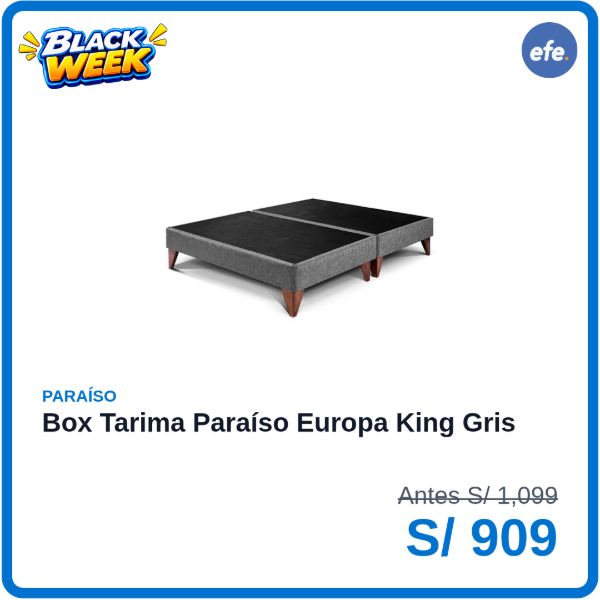 BLACK
WEEK
efe.
PARAÍSO
Box Tarima Paraíso Europa King Gris
Antes S/ 1,099
S/ 909